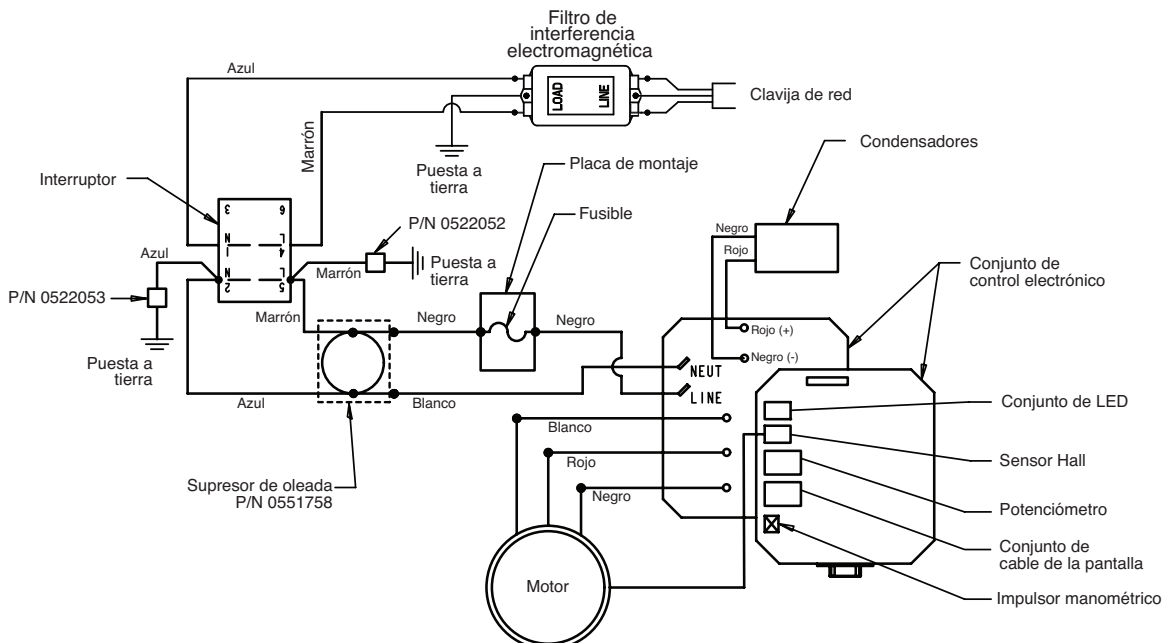 Filtro de
interferencia
electromagnética
Azul
LOAD
LINE
Clavija de red
Marrón
Puesta a
tierra
Placa de montaje
Condensadores
Interruptor
3
6
P/N 0522052
Fusible
Negro
Rojo
N
1
L
4
Azul
Marrón
Puesta a
tierra
Conjunto de
control electrónico
N
2
L
5
P/N 0522053
Marrón
Negro
Negro
Rojo (+)
Negro (-)
Puesta a
tierra
NEUT
LINE
Azul
Blanco
Conjunto de LED
Blanco
Rojo
Sensor Hall
Supresor de oleada
P/N 0551758
Negro
Potenciómetro
Conjunto de
cable de la pantalla
Motor
Impulsor manométrico